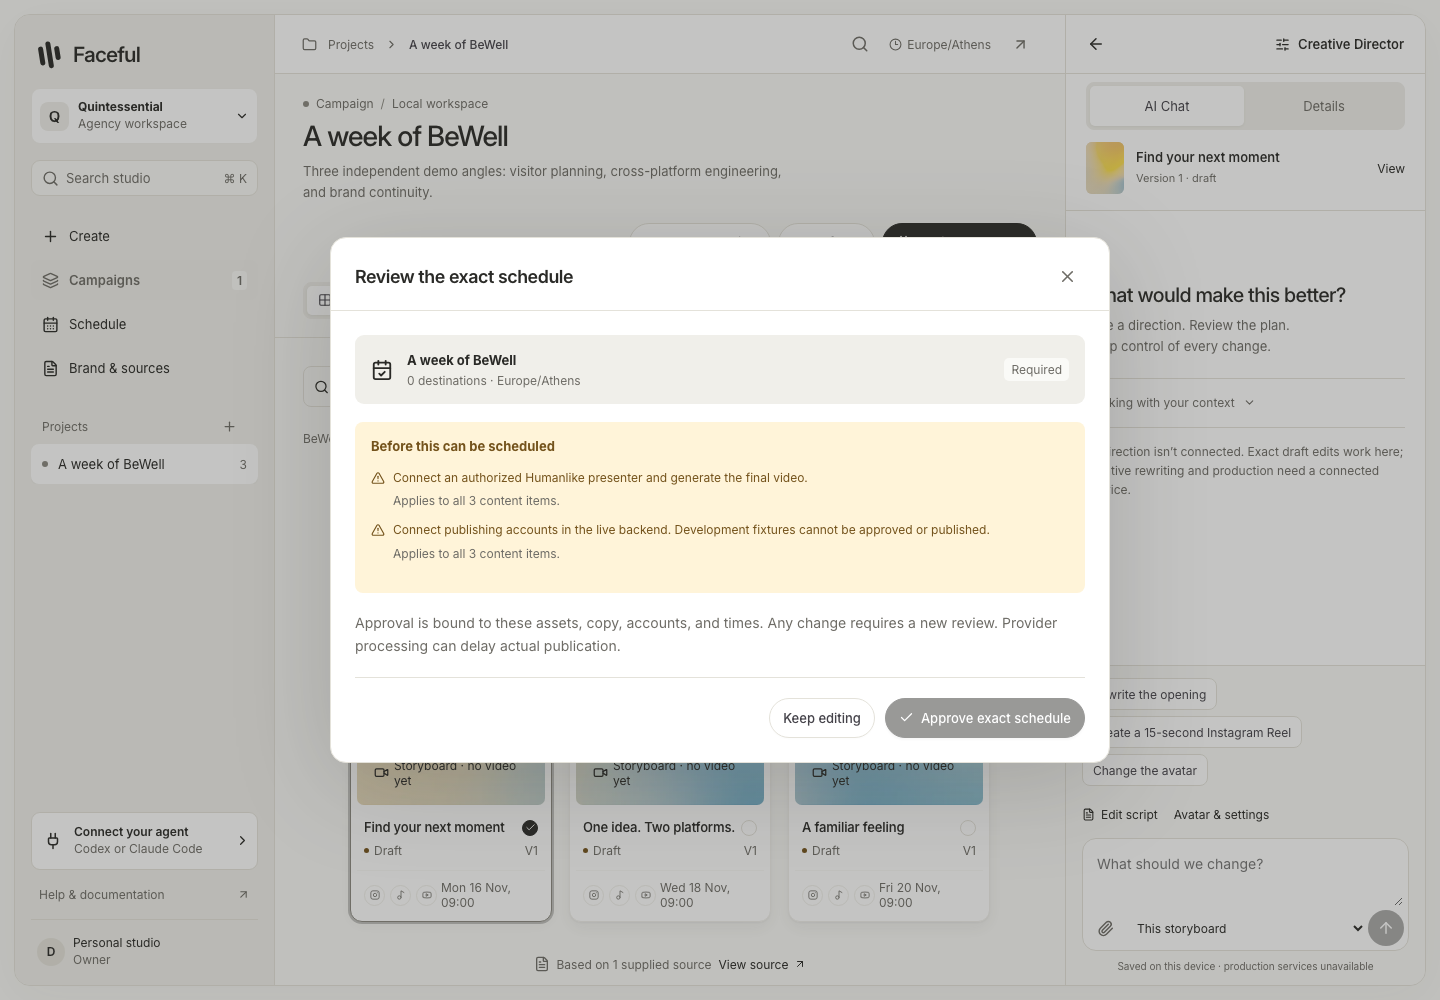 Faceful
Q
Quintessential
Agency workspace
Search studio
⌘ K
Create
Campaigns
1
Schedule
Brand & sources
Projects
A week of BeWell
3
Connect your agent
Codex or Claude Code
Help & documentation
D
Personal studio
Owner
Projects
A week of BeWell
Europe/Athens
Campaign / Local workspace
A week of BeWell
Three independent demo angles: visitor planning, cross-platform engineering,
and brand continuity.
Review the exact schedule
A week of BeWell
0 destinations · Europe/Athens
Required
Before this can be scheduled
Connect an authorized Humanlike presenter and generate the final video.
Applies to all 3 content items.
Connect publishing accounts in the live backend. Development fixtures cannot be approved or published.
Applies to all 3 content items.
Approval is bound to these assets, copy, accounts, and times. Any change requires a new review. Provider
processing can delay actual publication.
Keep editing
Approve exact schedule
Storyboard · no video
yet
Find your next moment
Draft
V1
Mon 16 Nov,
09:00
Storyboard · no video
yet
One idea. Two platforms.
Draft
V1
Wed 18 Nov,
09:00
Storyboard · no video
yet
A familiar feeling
Draft
V1
Fri 20 Nov,
09:00
Based on 1 supplied source View source
Creative Director
AI Chat
Details
Find your next moment
Version 1 · draft
View
would make this better?
a direction. Review the plan.
control of every change.
with your context
isn't connected. Exact draft edits work here;
rewriting and production need a connected
the opening
a 15-second Instagram Reel
Change the avatar
Edit script
Avatar & settings
What should we change?
This storyboard
Saved on this device · production services unavailable